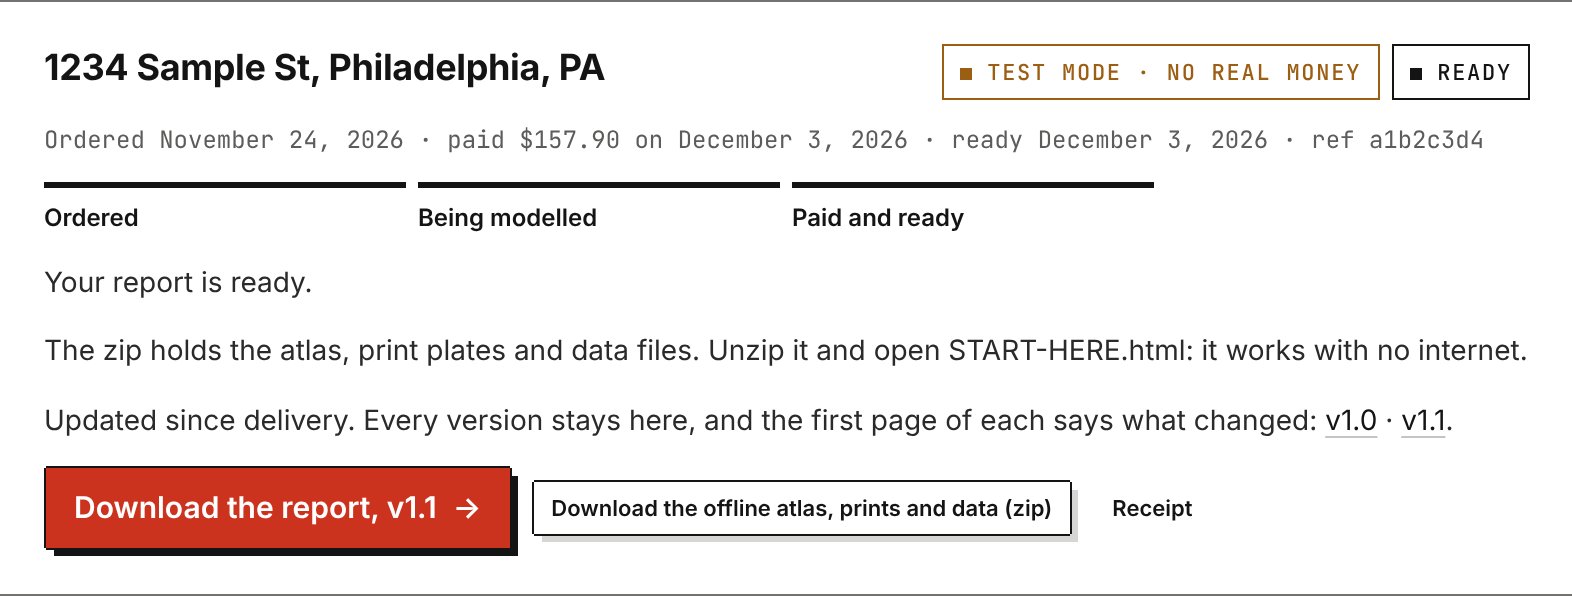 1234 Sample St, Philadelphia, PA
TEST MODE · NO REAL MONEY
READY
Ordered November 24, 2026 · paid $157.90 on December 3, 2026 · ready December 3, 2026 · ref a1b2c3d4
Ordered
Being modelled
Paid and ready
Your report is ready.
The zip holds the atlas, print plates and data files. Unzip it and open START-HERE.html: it works with no internet.
Updated since delivery. Every version stays here, and the first page of each says what changed: v1.0 · v1.1.
Download the report, v1.1 →
Download the offline atlas, prints and data (zip)
Receipt